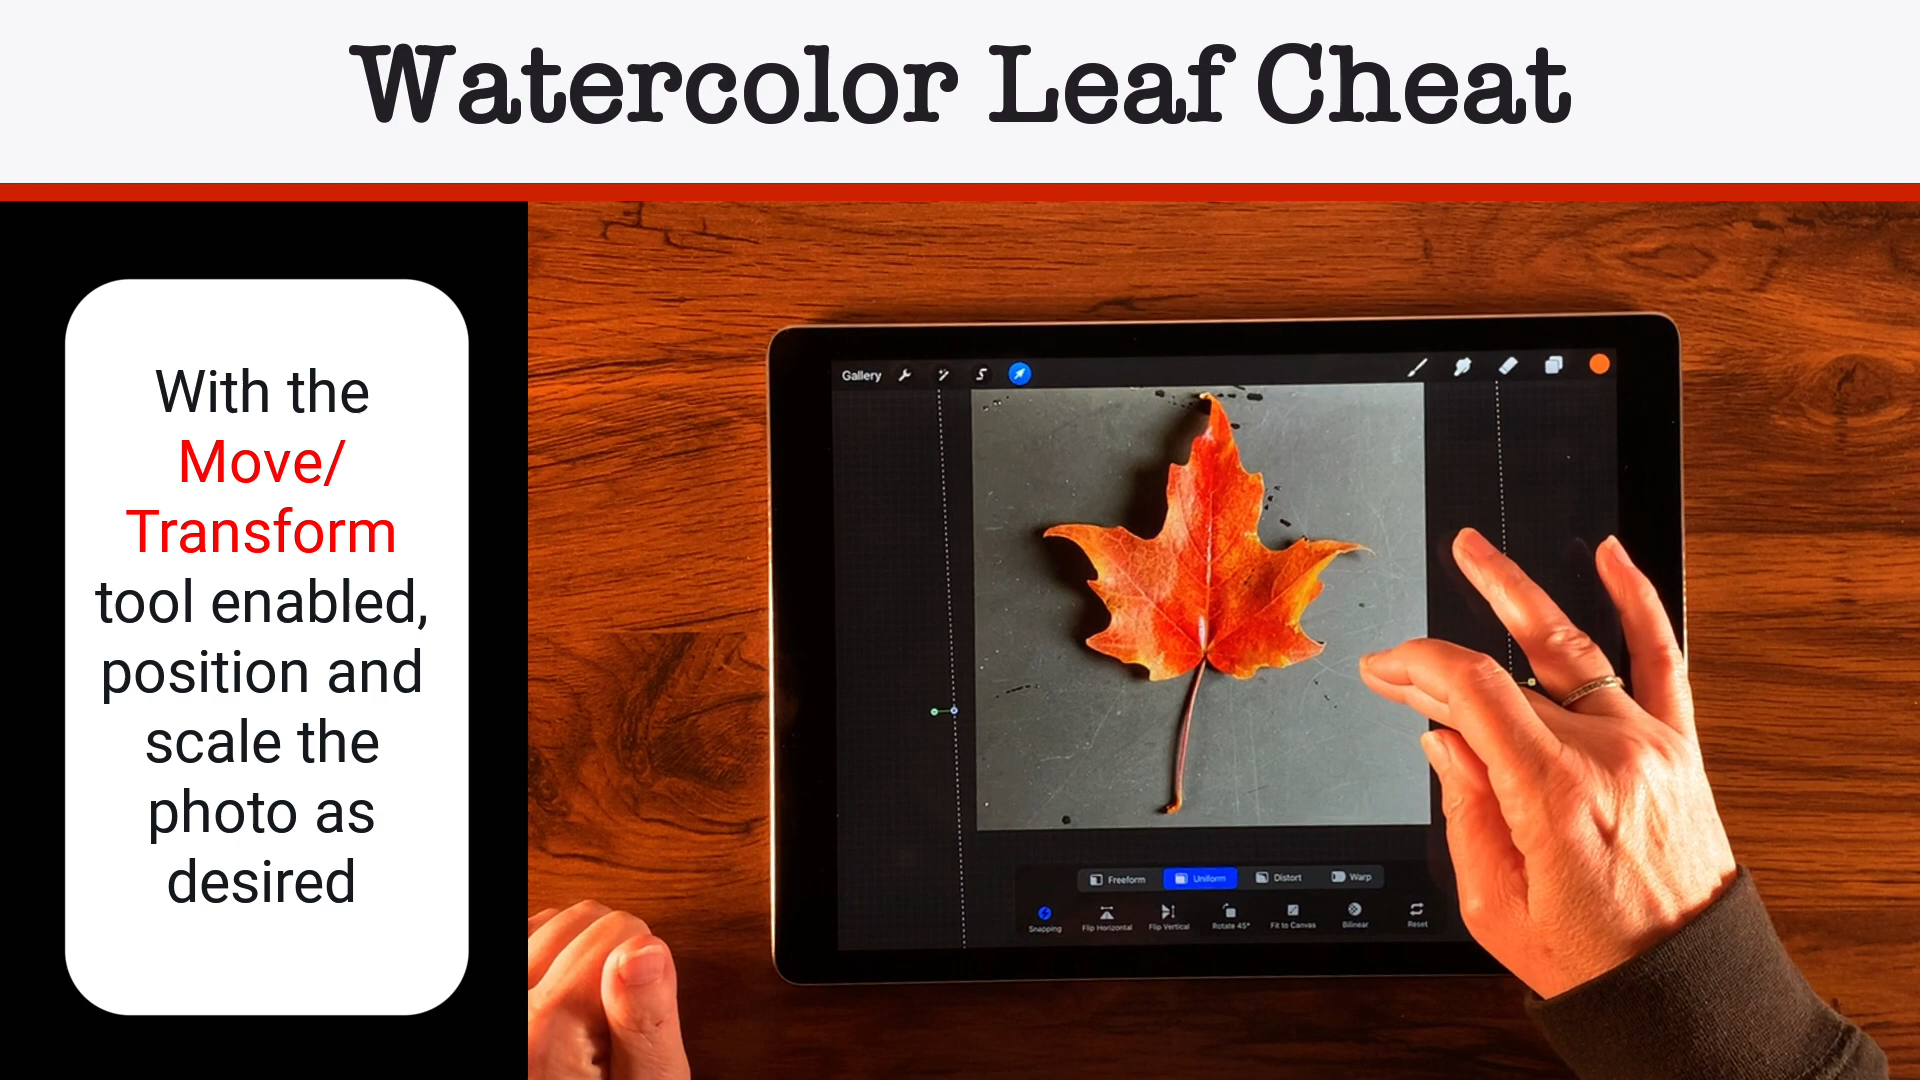 Watercolor Leaf Cheat
With the
Move/
Transform
tool enabled,
position and
scale the
photo as
desired
Gallery
Freeform
Uniform
Distort
Warp
Snapping
Flip Horizontal
Flip Vertical
Rotate 45°
Fit to Canvas
Bilinear
Reset